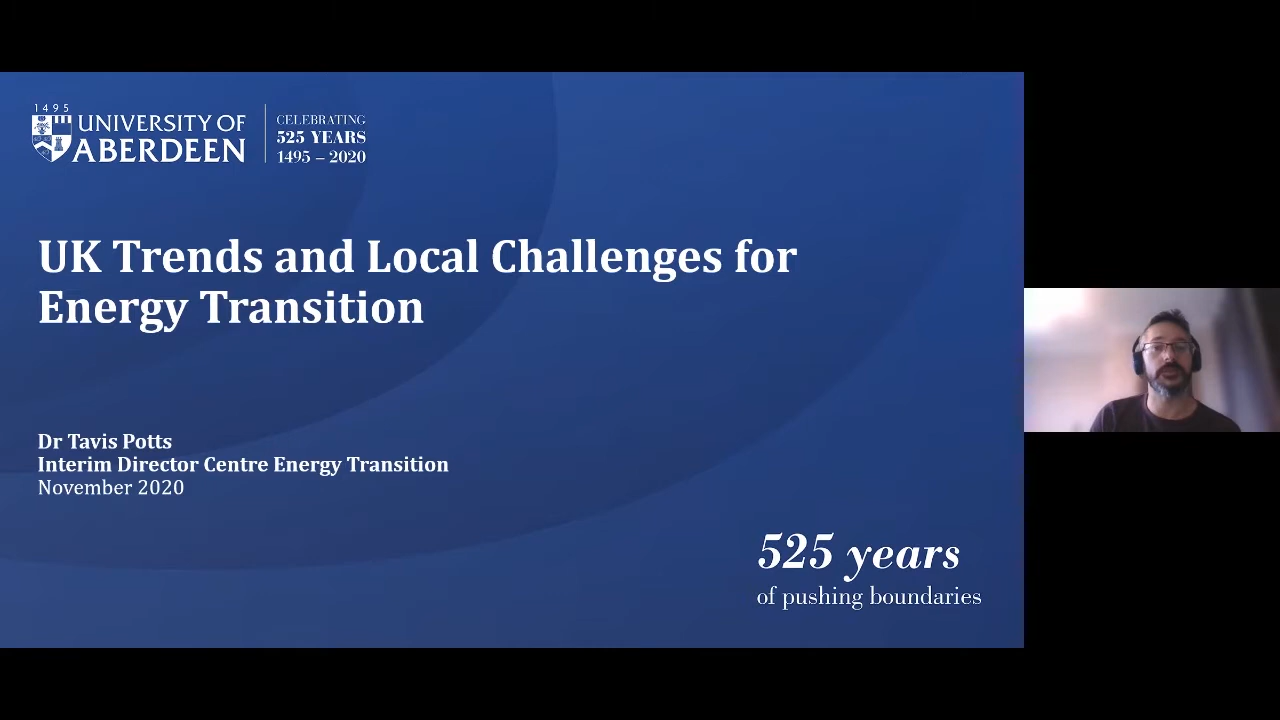 1495
UNIVERSITY OF
ABERDEEN
CELEBRATING
525 YEARS
1495 – 2020
UK Trends and Local Challenges for
Energy Transition
Dr Tavis Potts
Interim Director Centre Energy Transition
November 2020
525 years
of pushing boundaries